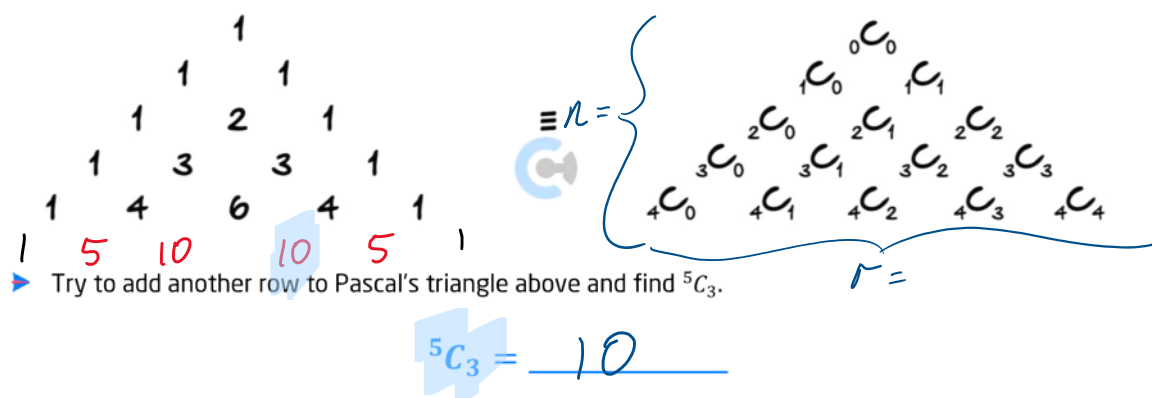 1
1 1
1 2 1
1 3 3 1
1 4 6 4 1
1 5 10 10 5 1
≡ n =
₀C₀
₁C₀ ₁C₁
₂C₀ ₂C₁ ₂C₂
₃C₀ ₃C₁ ₃C₂ ₃C₃
₄C₀ ₄C₁ ₄C₂ ₄C₃ ₄C₄
r =
Try to add another row to Pascal's triangle above and find ⁵C₃.
⁵C₃ = 10